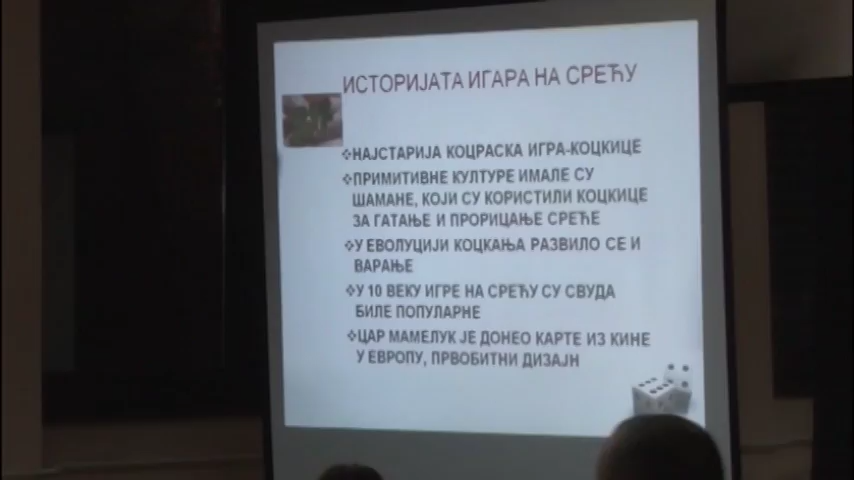 ИСТОРИЈАТА ИГАРА НА СРЕЋУ
❖НАЈСТАРИЈА КОЦРАСКА ИГРА-КОЦКИЦЕ
❖ПРИМИТИВНЕ КУЛТУРЕ ИМАЛЕ СУ
ШАМАНЕ, КОЈИ СУ КОРИСТИЛИ КОЦКИЦЕ
ЗА ГАТАЊЕ И ПРОРИЦАЊЕ СРЕЋЕ
❖У ЕВОЛУЦИЈИ КОЦКАЊА РАЗВИЛО СЕ И
ВАРАЊЕ
❖У 10 ВЕКУ ИГРЕ НА СРЕЋУ СУ СВУДА
БИЛЕ ПОПУЛАРНЕ
❖ЦАР МАМЕЛУК ЈЕ ДОНЕО КАРТЕ ИЗ КИНЕ
У ЕВРОПУ, ПРВОБИТНИ ДИЗАЈН